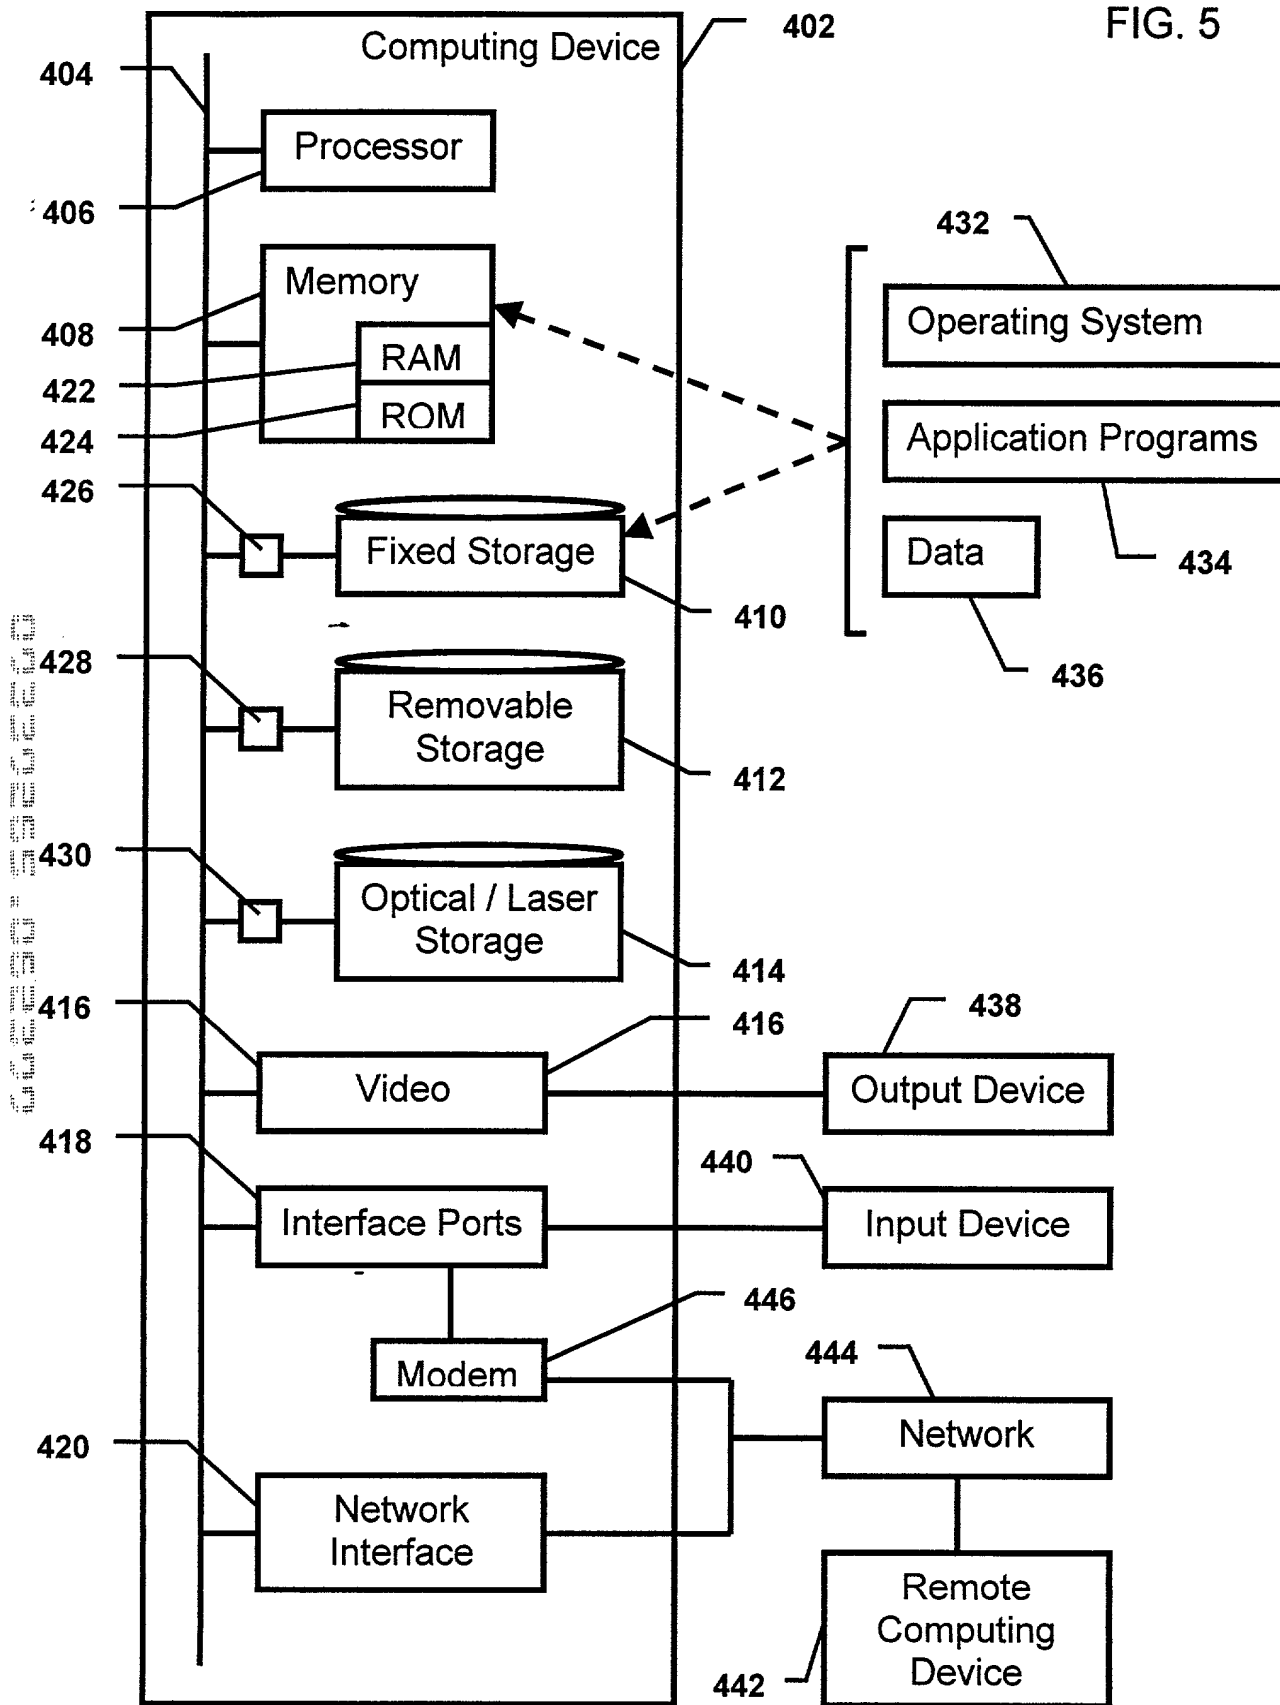 FIG. 5
Computing Device
402
404
Processor
406
432
Memory
408
Operating System
RAM
422
ROM
424
Application Programs
426
Fixed Storage
Data
434
410
428
436
Removable
Storage
412
430
Optical / Laser
Storage
414
416
416
438
Video
Output Device
418
440
Interface Ports
Input Device
446
444
Modem
420
Network
Network
Interface
Remote
Computing
Device
442